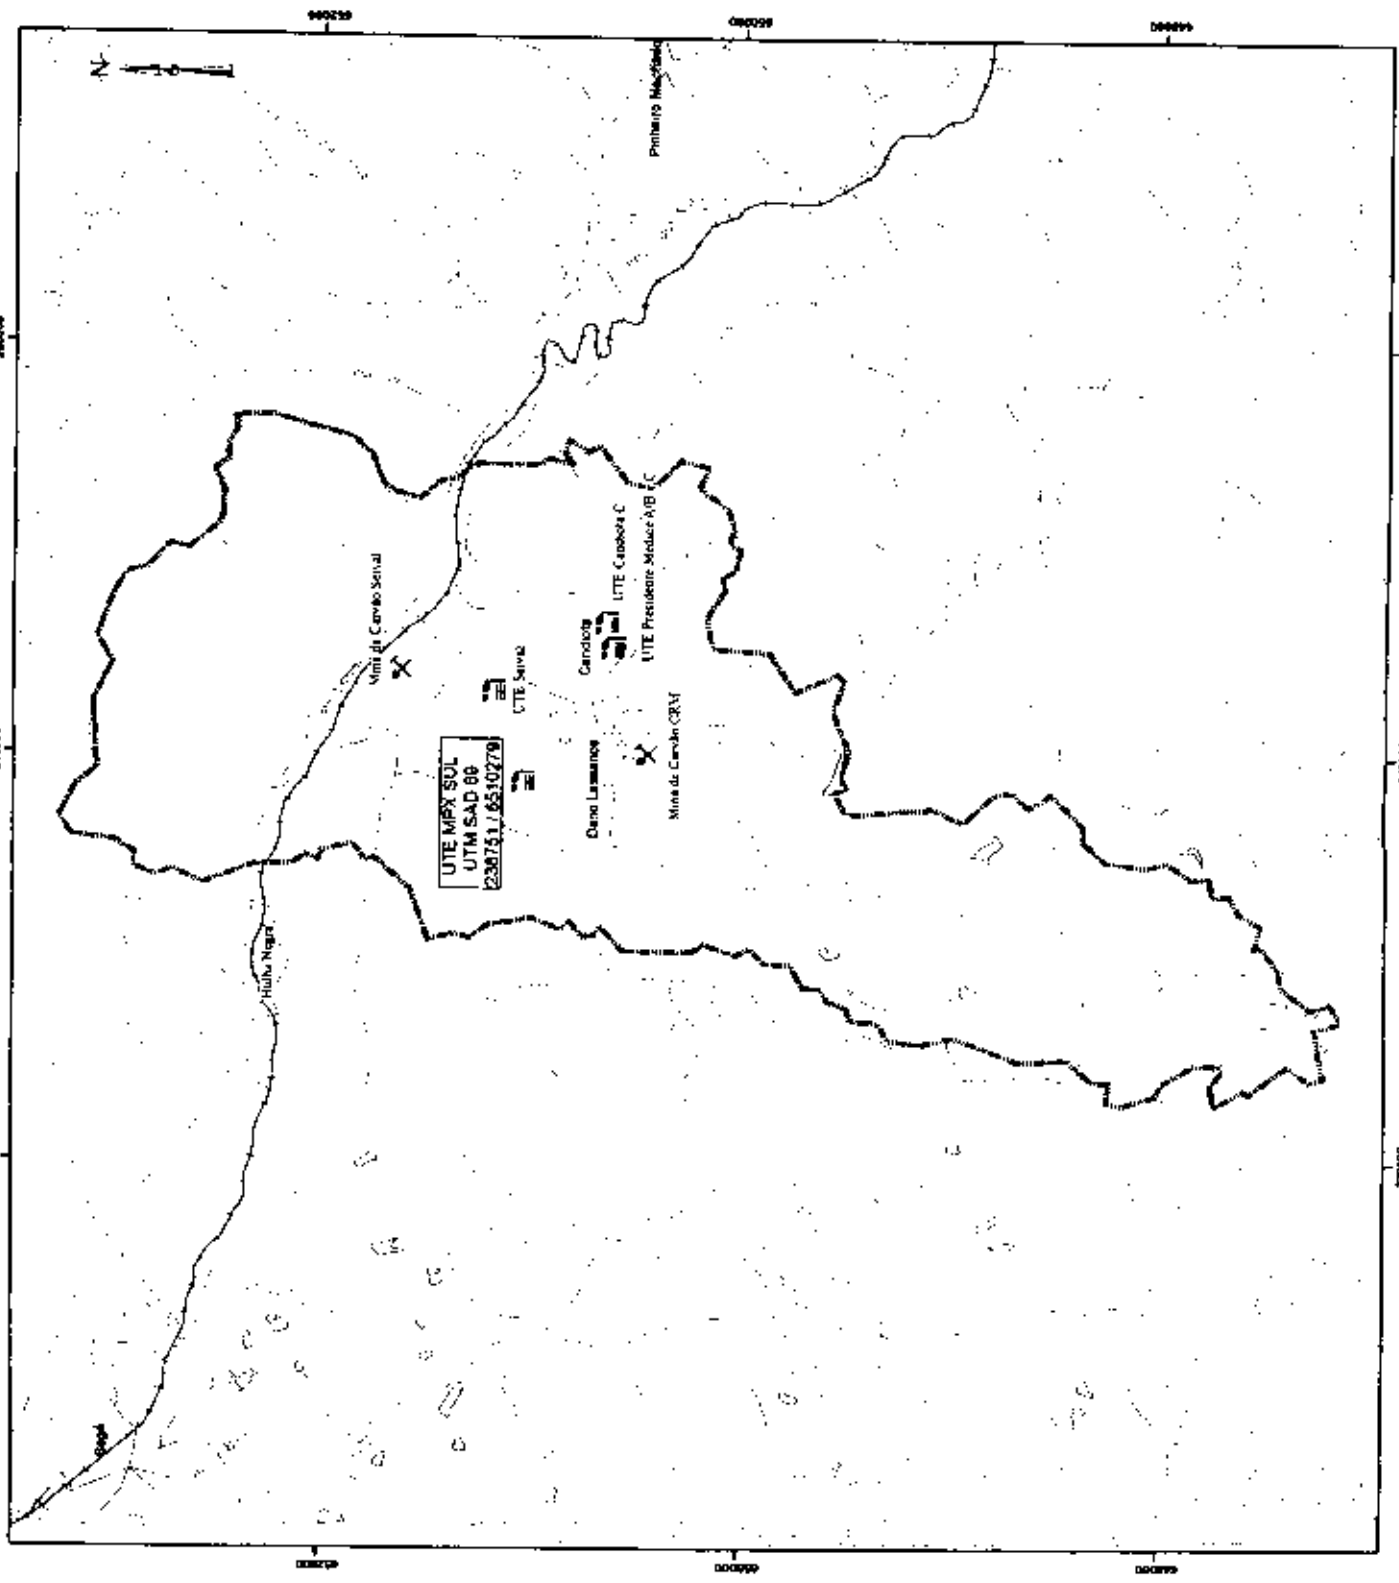 N
Pinheiro Machado
Mina de Carvão Seival
UTE Candiota C
UTE Presidente Medice A/B / C
Candiota
UTE Seival
UTE MPX SUL
UTM SAD 69
238751 / 6510279
Dario Lassance
Mina de Carvão CRM
Hulha Negra
Bagé